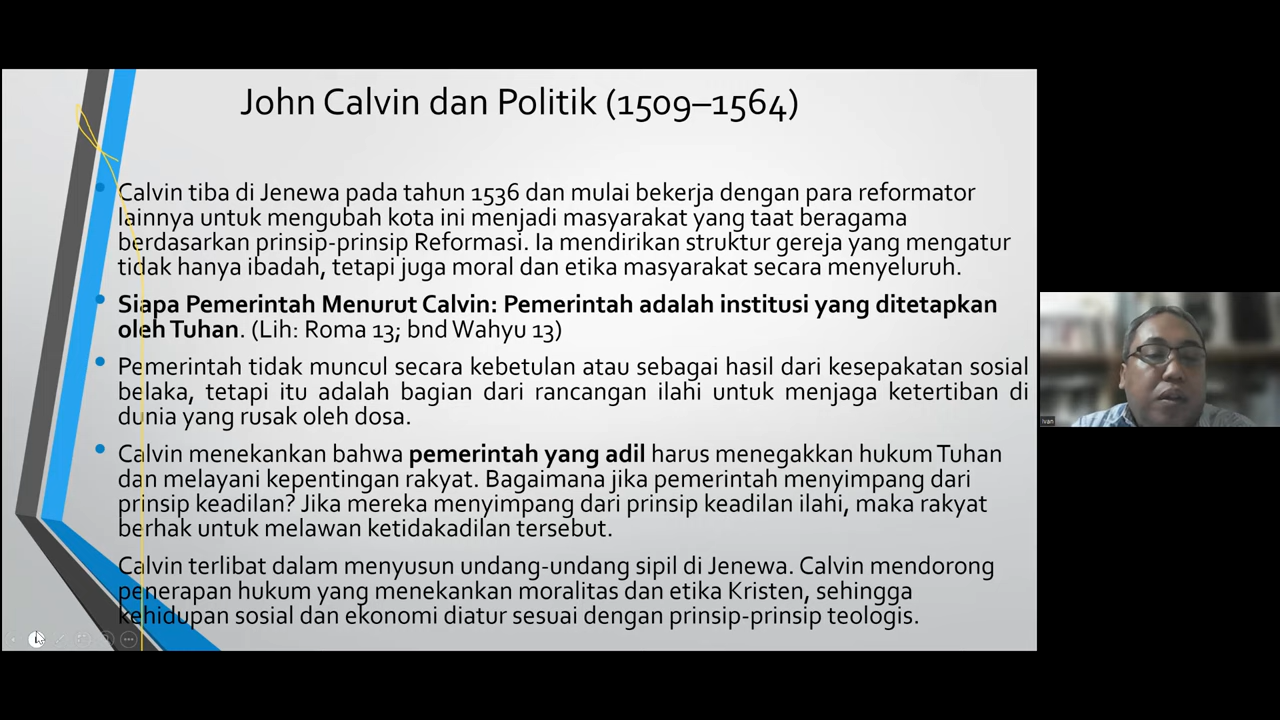 John Calvin dan Politik (1509–1564)
Calvin tiba di Jenewa pada tahun 1536 dan mulai bekerja dengan para reformator
lainnya untuk mengubah kota ini menjadi masyarakat yang taat beragama
berdasarkan prinsip-prinsip Reformasi. Ia mendirikan struktur gereja yang mengatur
tidak hanya ibadah, tetapi juga moral dan etika masyarakat secara menyeluruh.
Siapa Pemerintah Menurut Calvin: Pemerintah adalah institusi yang ditetapkan
oleh Tuhan. (Lih: Roma 13; bnd Wahyu 13)
Pemerintah tidak muncul secara kebetulan atau sebagai hasil dari kesepakatan sosial
belaka, tetapi itu adalah bagian dari rancangan ilahi untuk menjaga ketertiban di
dunia yang rusak oleh dosa.
Calvin menekankan bahwa pemerintah yang adil harus menegakkan hukum Tuhan
dan melayani kepentingan rakyat. Bagaimana jika pemerintah menyimpang dari
prinsip keadilan? Jika mereka menyimpang dari prinsip keadilan ilahi, maka rakyat
berhak untuk melawan ketidakadilan tersebut.
Calvin terlibat dalam menyusun undang-undang sipil di Jenewa. Calvin mendorong
penerapan hukum yang menekankan moralitas dan etika Kristen, sehingga
kehidupan sosial dan ekonomi diatur sesuai dengan prinsip-prinsip teologis.
Ivan